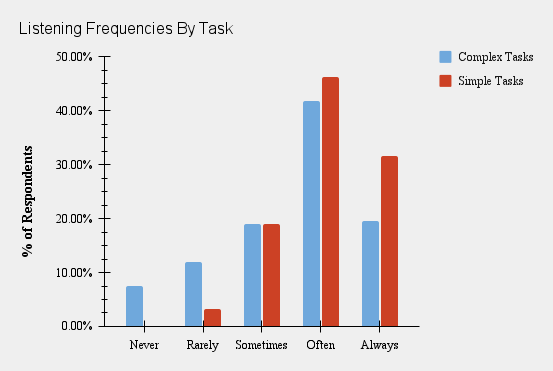 Listening Frequencies By Task
50.00%
40.00%
30.00%
20.00%
10.00%
0.00%
% of Respondents
Never Rarely Sometimes Often Always
Complex Tasks
Simple Tasks